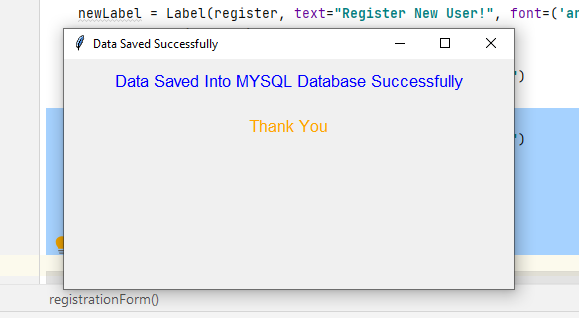 newLabel = Label(register, text="Register New User!", font=('ar
Data Saved Successfully
Data Saved Into MYSQL Database Successfully
")
Thank You
")
registrationForm()